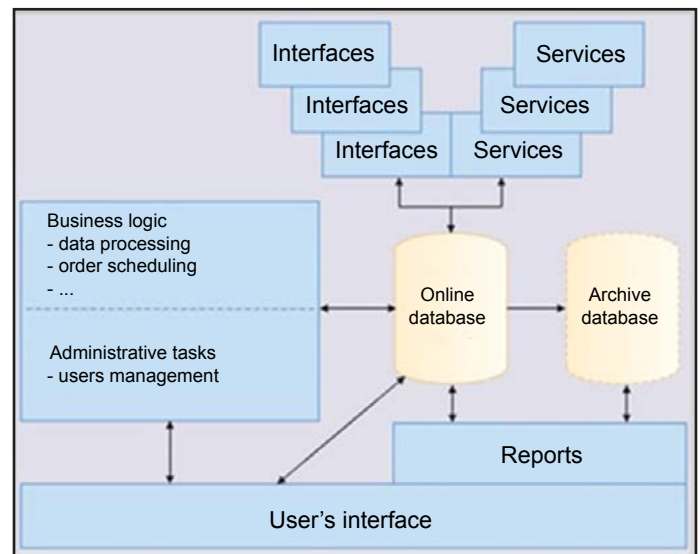 Interfaces
Services
Interfaces
Services
Interfaces
Services
Business logic
- data processing
- order scheduling
- ...
Administrative tasks
- users management
Online
database
Archive
database
Reports
User's interface